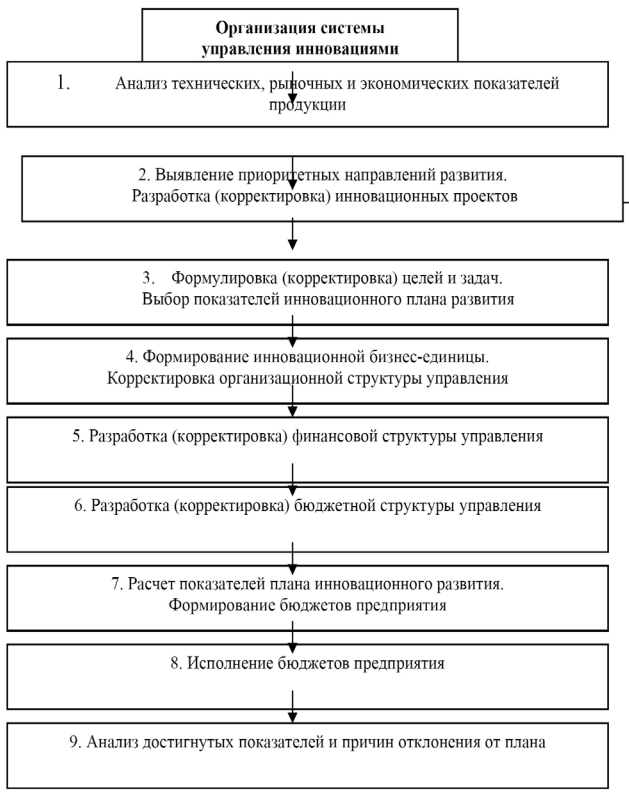 Организация системы
управления инновациями
1. Анализ технических, рыночных и экономических показателей
продукции
2. Выявление приоритетных направлений развития.
Разработка (корректировка) инновационных проектов
3. Формулировка (корректировка) целей и задач.
Выбор показателей инновационного плана развития
4. Формирование инновационной бизнес-единицы.
Корректировка организационной структуры управления
5. Разработка (корректировка) финансовой структуры управления
6. Разработка (корректировка) бюджетной структуры управления
7. Расчет показателей плана инновационного развития.
Формирование бюджетов предприятия
8. Исполнение бюджетов предприятия
9. Анализ достигнутых показателей и причин отклонения от плана